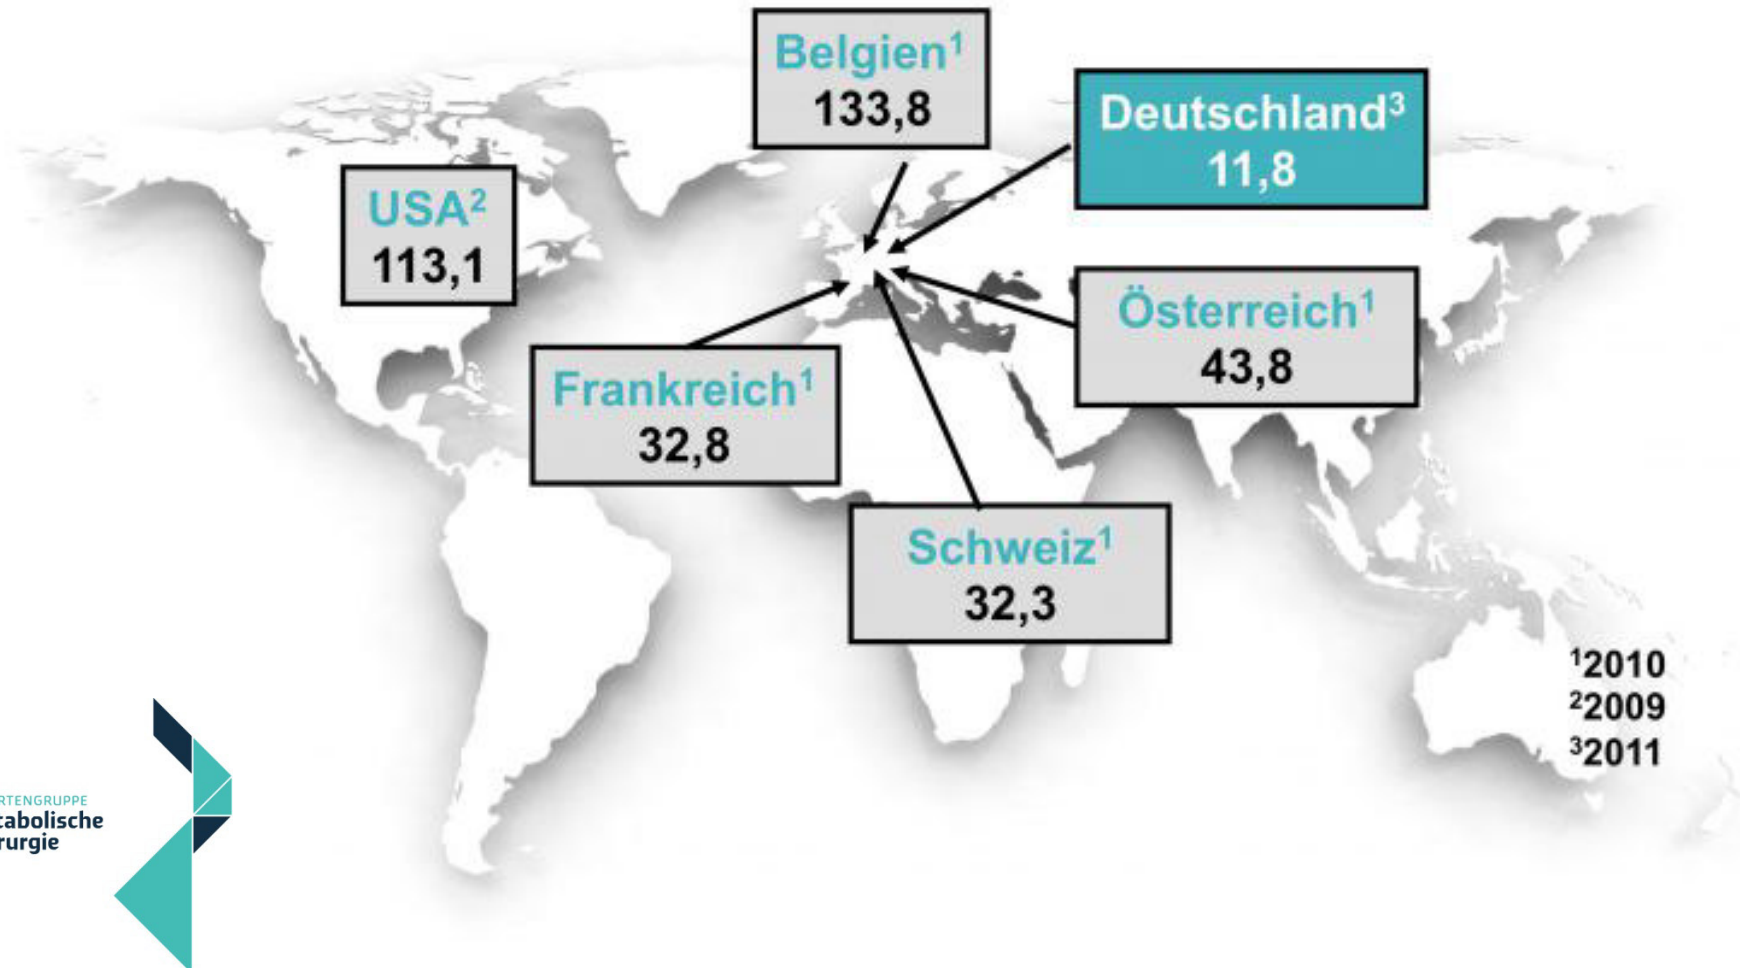 Belgien¹
133,8
Deutschland³
11,8
USA²
113,1
Österreich¹
43,8
Frankreich¹
32,8
Schweiz¹
32,3
¹2010
²2009
³2011
RTENGRUPPE
abolische
rurgie